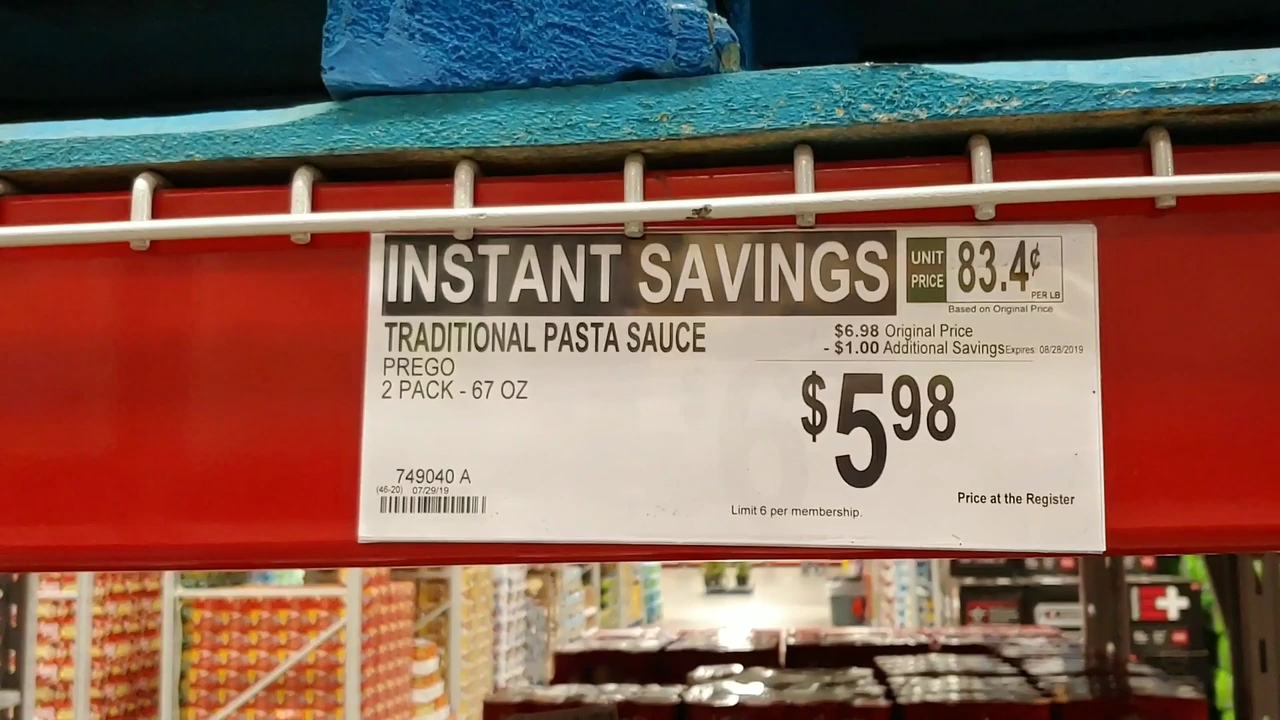 INSTANT SAVINGS
UNIT PRICE
83.4¢
PER LB
Based on Original Price
TRADITIONAL PASTA SAUCE
PREGO
2 PACK - 67 OZ
$6.98 Original Price
- $1.00 Additional Savings Expires: 08/28/2019
$5 98
749040 A
(46-20) 07/29/19
Limit 6 per membership.
Price at the Register